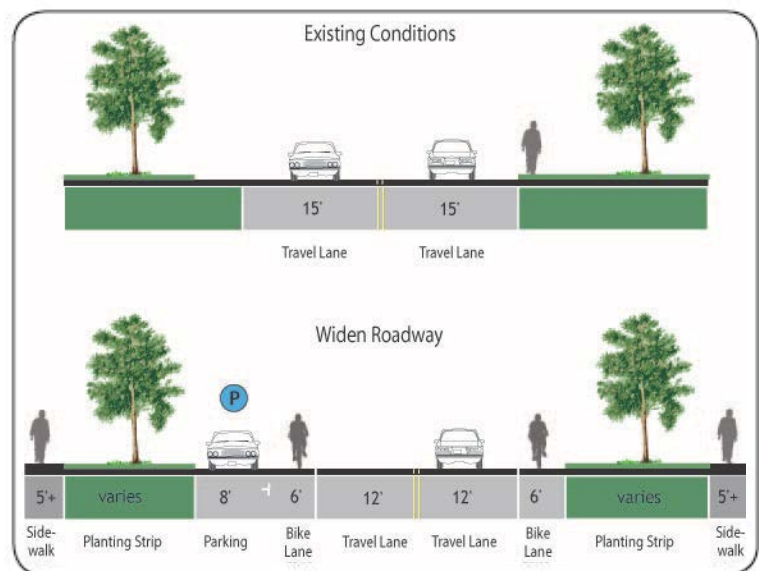 Existing Conditions
15' 15'
Travel Lane Travel Lane
Widen Roadway
P
5'+ varies 8' 6' 12' 12' 6' varies 5'+
Side-
walk Planting Strip Parking Bike
Lane Travel Lane Travel Lane Bike
Lane Planting Strip Side-
walk